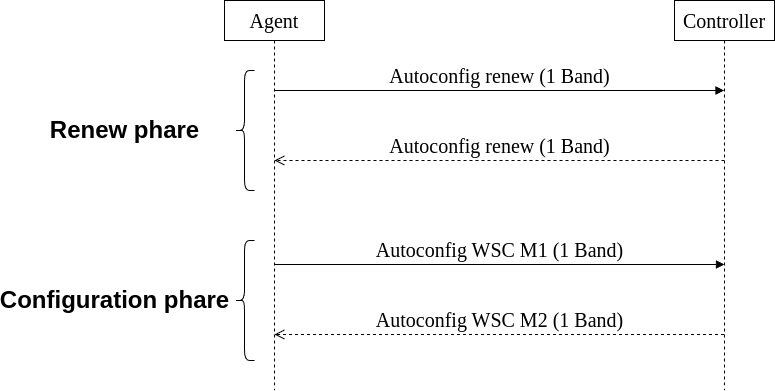 Agent
Controller
Autoconfig renew (1 Band)
Renew phare
Autoconfig renew (1 Band)
Autoconfig WSC M1 (1 Band)
Configuration phare
Autoconfig WSC M2 (1 Band)